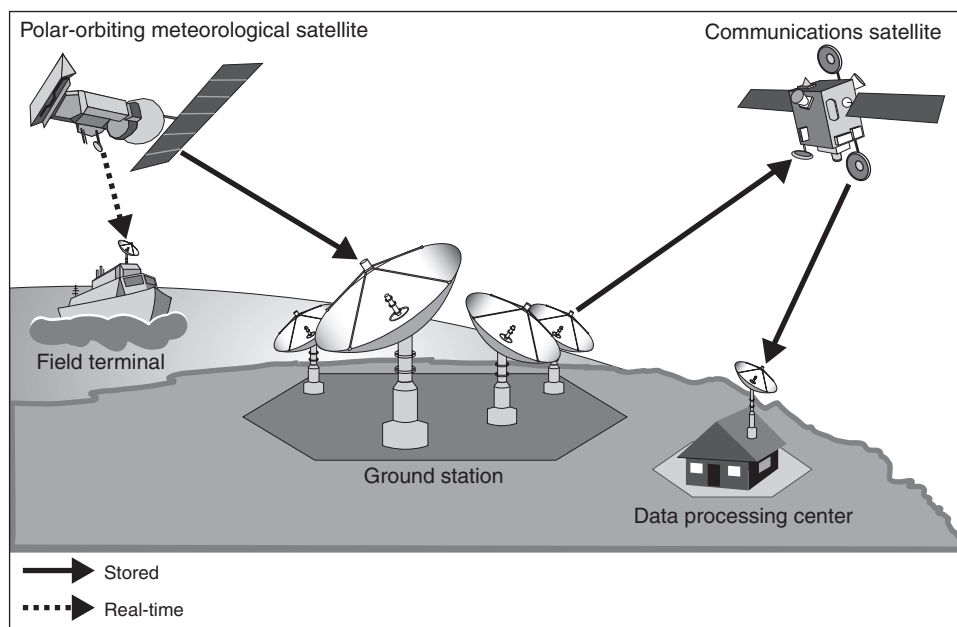 Polar-orbiting meteorological satellite
Communications satellite
Field terminal
Ground station
Data processing center
Stored
Real-time